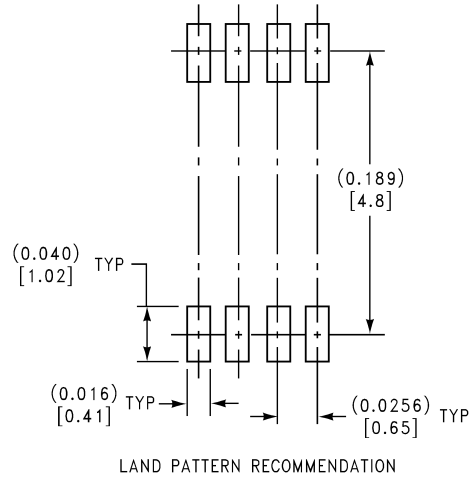 (0.189)
[4.8]
(0.040)
[1.02] TYP
(0.016)
[0.41] TYP
(0.0256)
[0.65] TYP
LAND PATTERN RECOMMENDATION